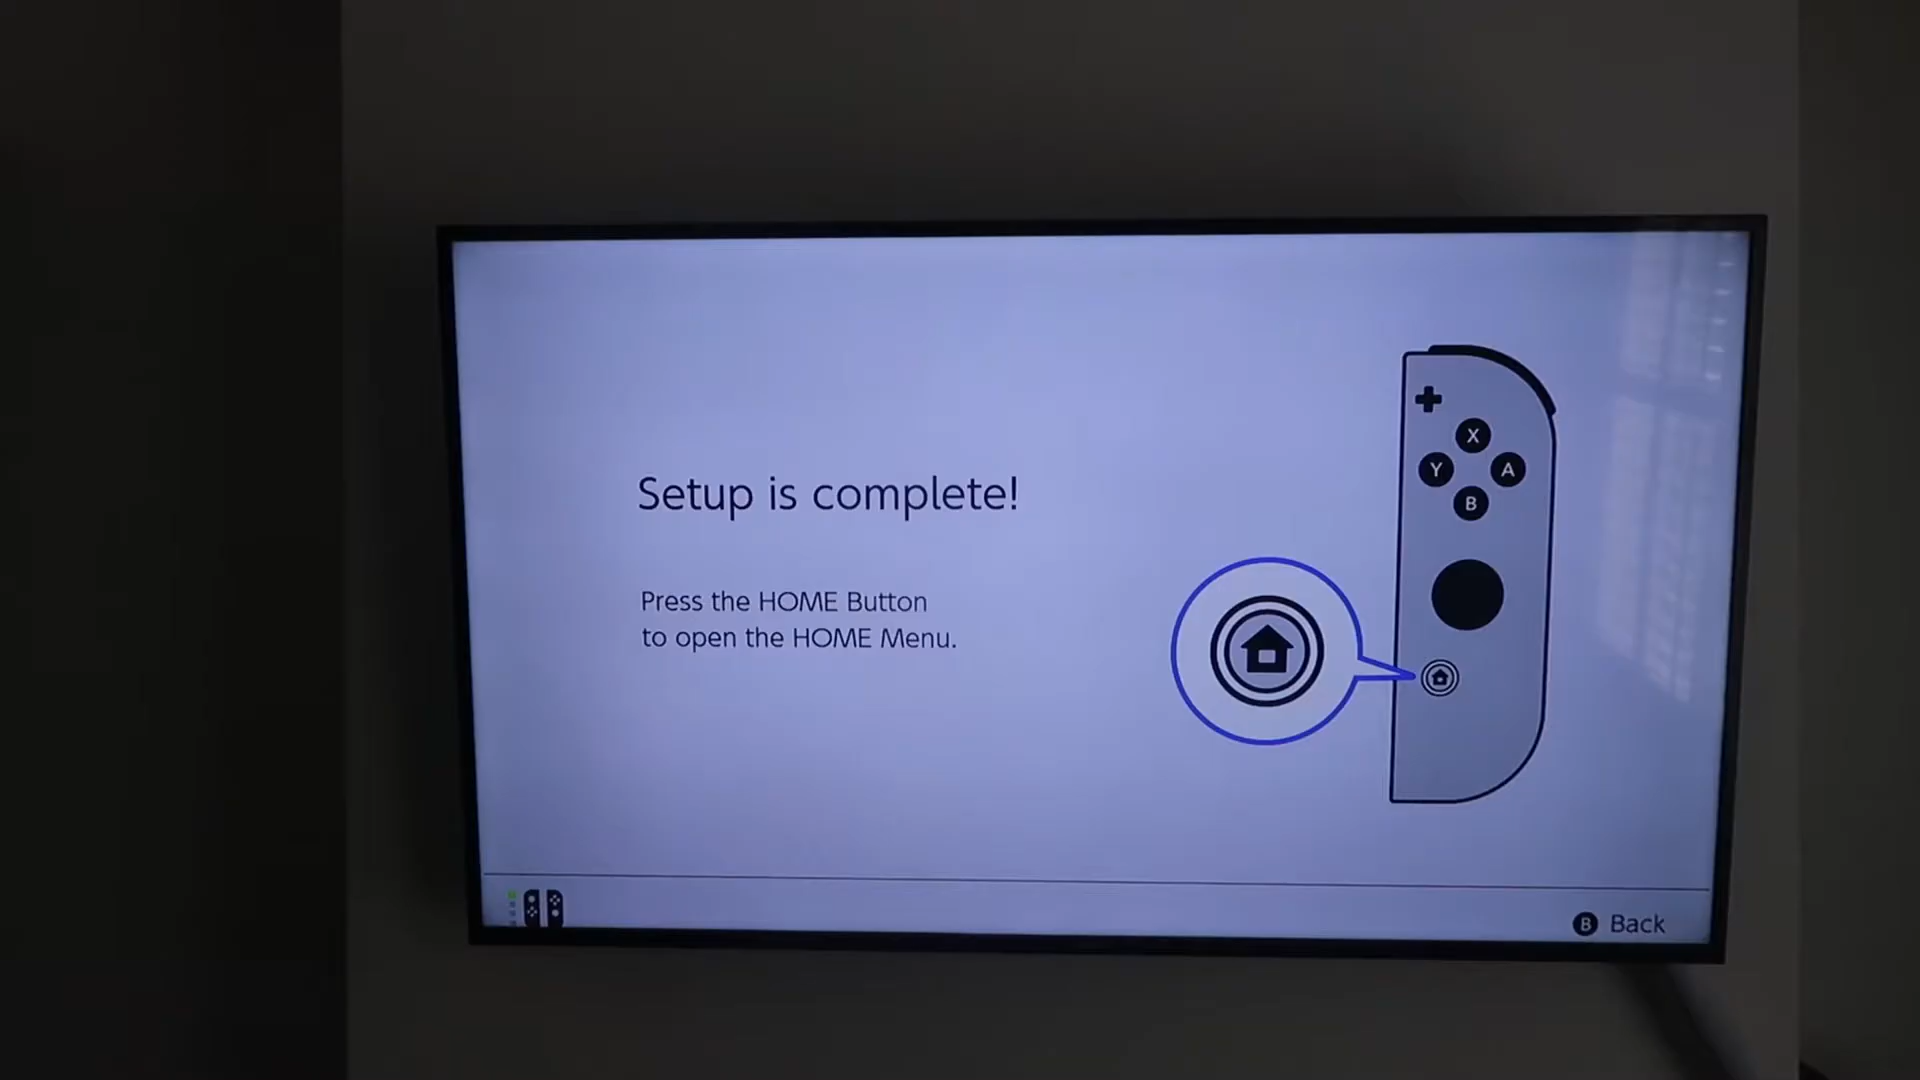 X
Y A
B
Setup is complete!
Press the HOME Button
to open the HOME Menu.
B Back